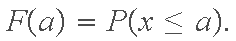 F(a) = P(x ≤ a).